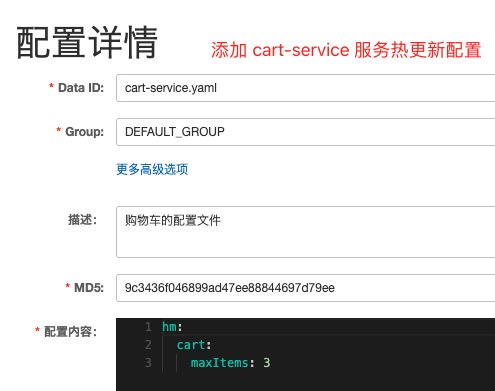 配置详情
添加 cart-service 服务热更新配置
* Data ID: cart-service.yaml
* Group: DEFAULT_GROUP
更多高级选项
描述: 购物车的配置文件
* MD5: 9c3436f046899ad47ee88844697d79ee
* 配置内容: 1 hm:
2 cart:
3 maxItems: 3